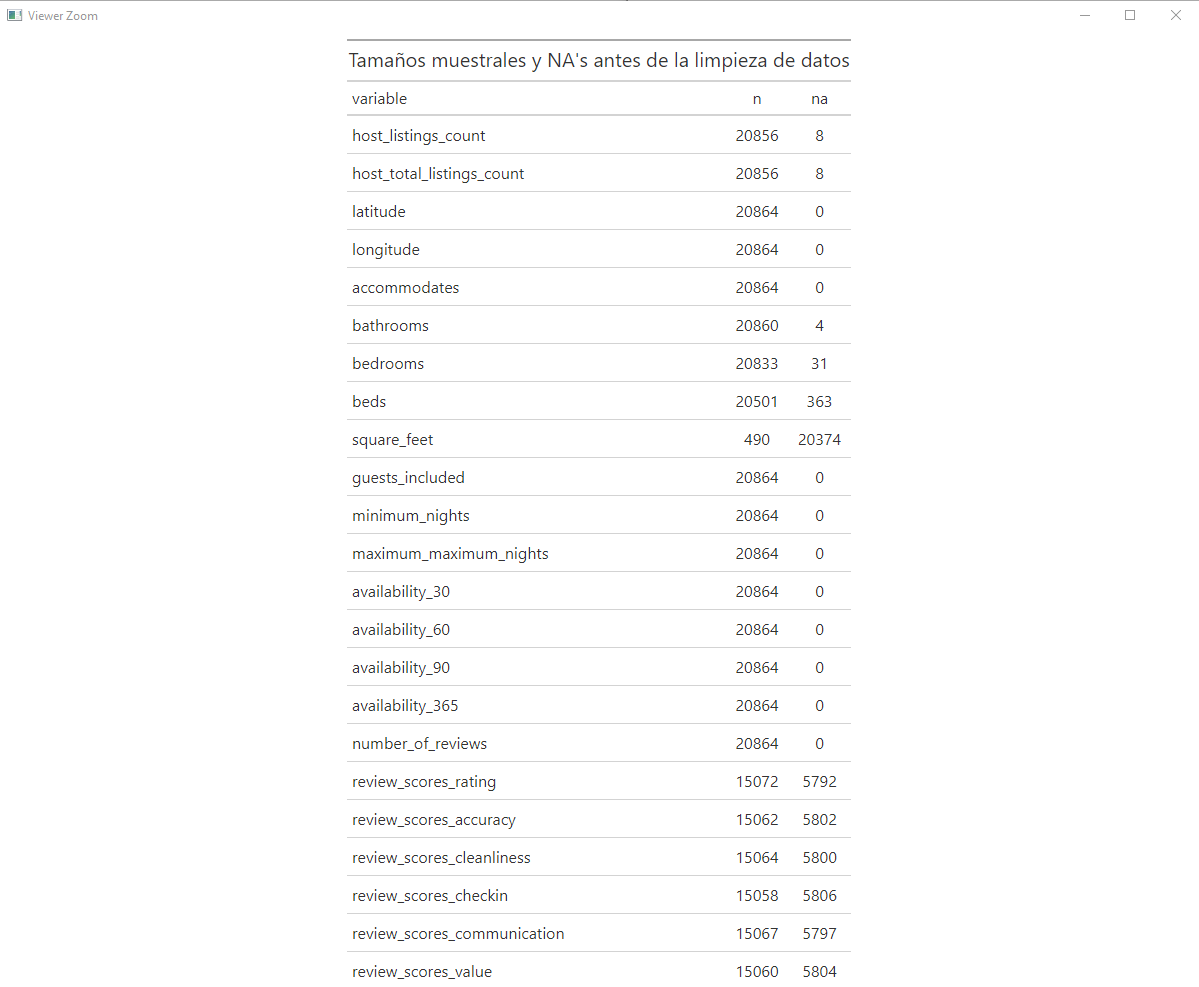 Viewer Zoom
Tamaños muestrales y NA's antes de la limpieza de datos
variable n na
host_listings_count 20856 8
host_total_listings_count 20856 8
latitude 20864 0
longitude 20864 0
accommodates 20864 0
bathrooms 20860 4
bedrooms 20833 31
beds 20501 363
square_feet 490 20374
guests_included 20864 0
minimum_nights 20864 0
maximum_maximum_nights 20864 0
availability_30 20864 0
availability_60 20864 0
availability_90 20864 0
availability_365 20864 0
number_of_reviews 20864 0
review_scores_rating 15072 5792
review_scores_accuracy 15062 5802
review_scores_cleanliness 15064 5800
review_scores_checkin 15058 5806
review_scores_communication 15067 5797
review_scores_value 15060 5804